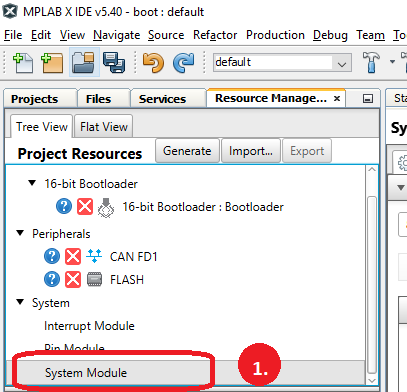 MPLAB X IDE v5.40 - boot : default
File Edit View Navigate Source Refactor Production Debug Team
default
Projects Files Services Resource Manage... × Sta
Tree View Flat View
Project Resources Generate Import... Export
Sy
16-bit Bootloader
16-bit Bootloader : Bootloader
Peripherals
CAN FD1
FLASH
System
Interrupt Module
Pin Module
System Module
1.